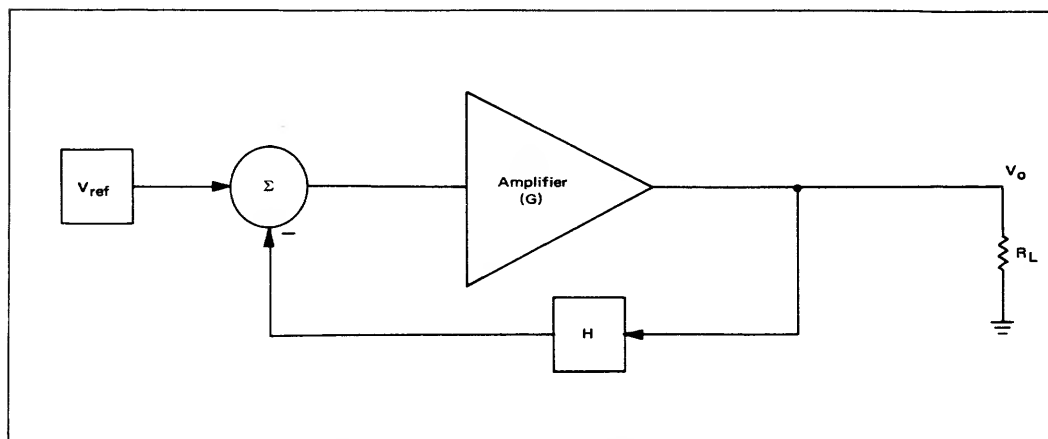 V_ref
Σ
−
Amplifier
(G)
V_o
R_L
H